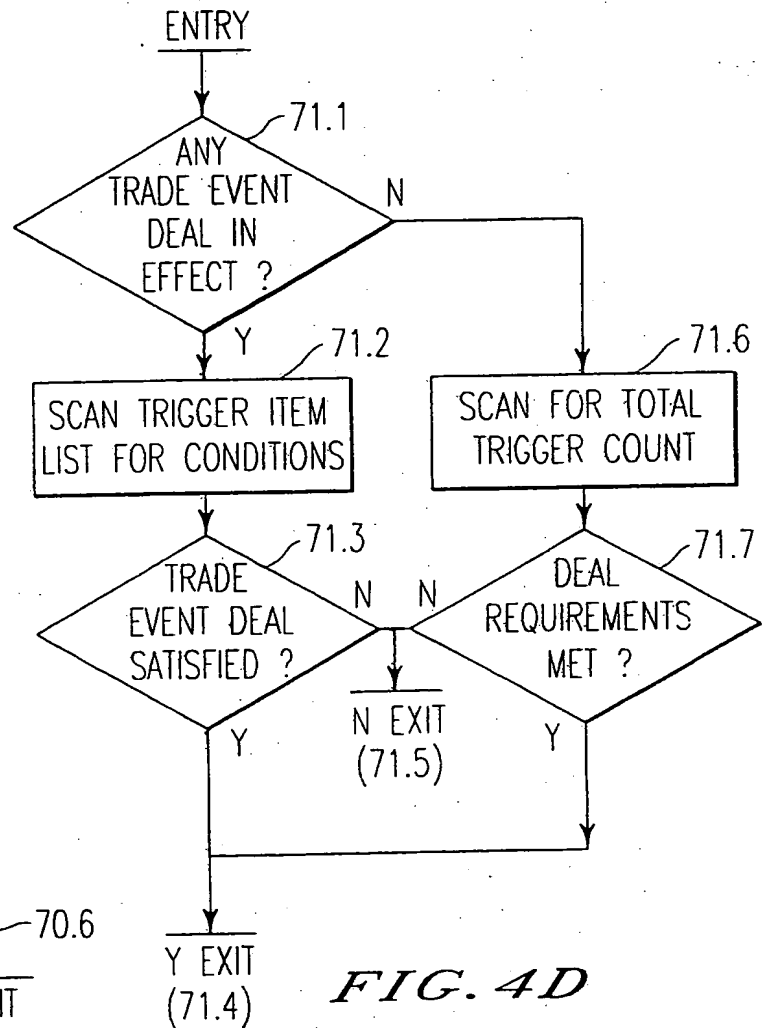 ENTRY
71.1
ANY
TRADE EVENT
DEAL IN
EFFECT ?
N
Y
71.2
SCAN TRIGGER ITEM
LIST FOR CONDITIONS
71.6
SCAN FOR TOTAL
TRIGGER COUNT
71.3
TRADE
EVENT DEAL
SATISFIED ?
N
Y
71.7
DEAL
REQUIREMENTS
MET ?
N
Y
N EXIT
(71.5)
70.6
Y EXIT
(71.4)
FIG. 4D